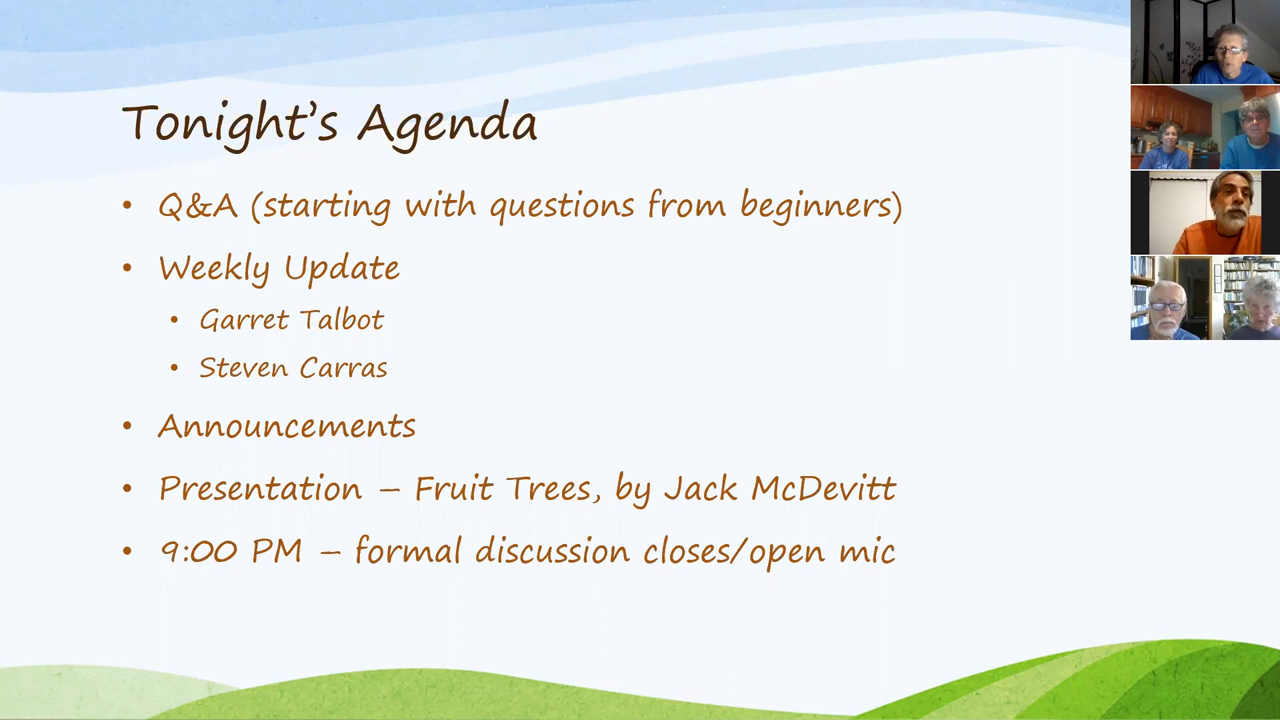 Tonight's Agenda
• Q&A (starting with questions from beginners)
• Weekly Update
• Garret Talbot
• Steven Carras
• Announcements
• Presentation – Fruit Trees, by Jack McDevitt
• 9:00 PM – formal discussion closes/open mic